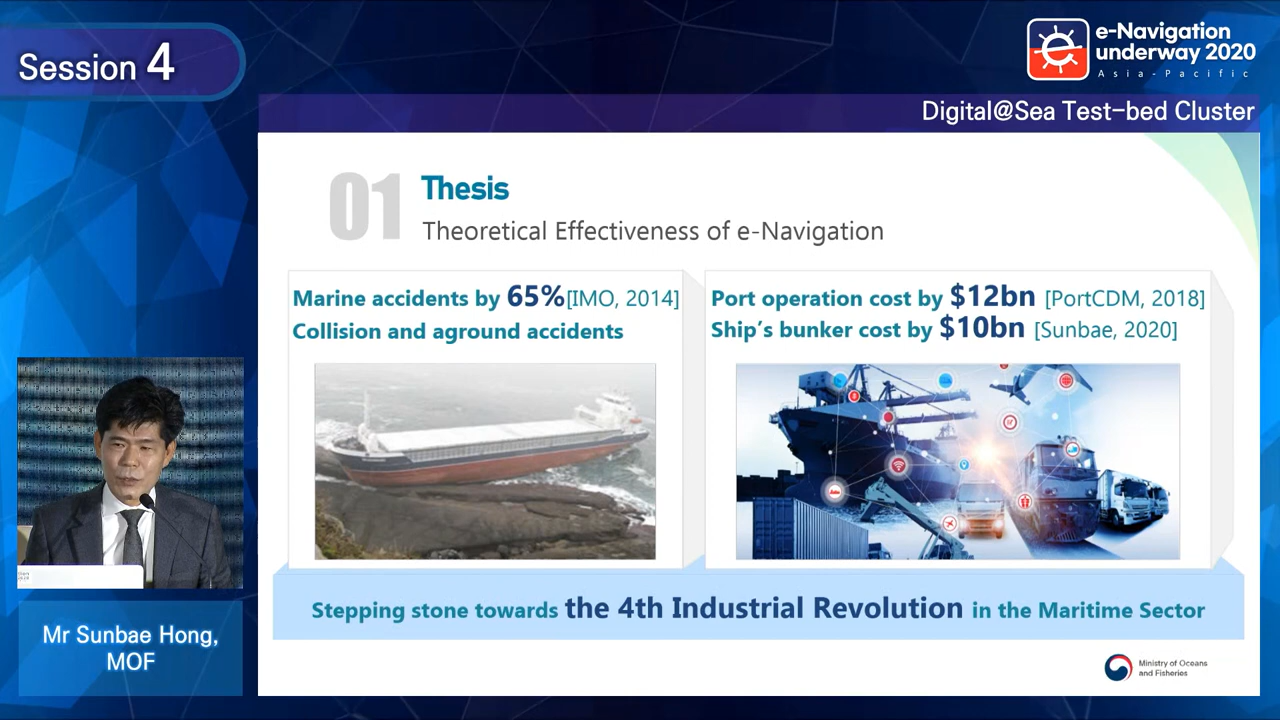 Session 4
e-Navigation
underway 2020
Asia-Pacific
Digital@Sea Test-bed Cluster
01
Thesis
Theoretical Effectiveness of e-Navigation
Marine accidents by 65%[IMO, 2014]
Collision and aground accidents
Port operation cost by $12bn [PortCDM, 2018]
Ship's bunker cost by $10bn [Sunbae, 2020]
Stepping stone towards the 4th Industrial Revolution in the Maritime Sector
Mr Sunbae Hong,
MOF
Ministry of Oceans
and Fisheries